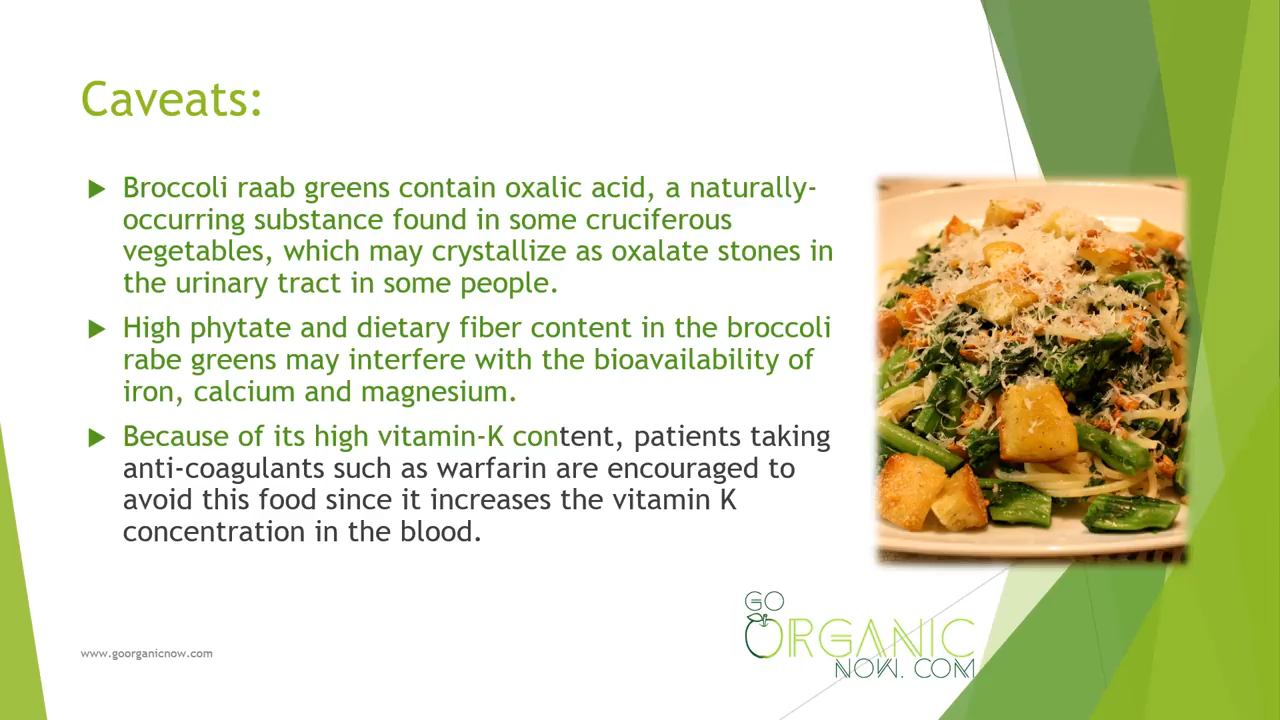 Caveats:
Broccoli raab greens contain oxalic acid, a naturally-
occurring substance found in some cruciferous
vegetables, which may crystallize as oxalate stones in
the urinary tract in some people.
High phytate and dietary fiber content in the broccoli
rabe greens may interfere with the bioavailability of
iron, calcium and magnesium.
Because of its high vitamin-K content, patients taking
anti-coagulants such as warfarin are encouraged to
avoid this food since it increases the vitamin K
concentration in the blood.
GO
ORGANIC
NOW. COM
www.goorganicnow.com